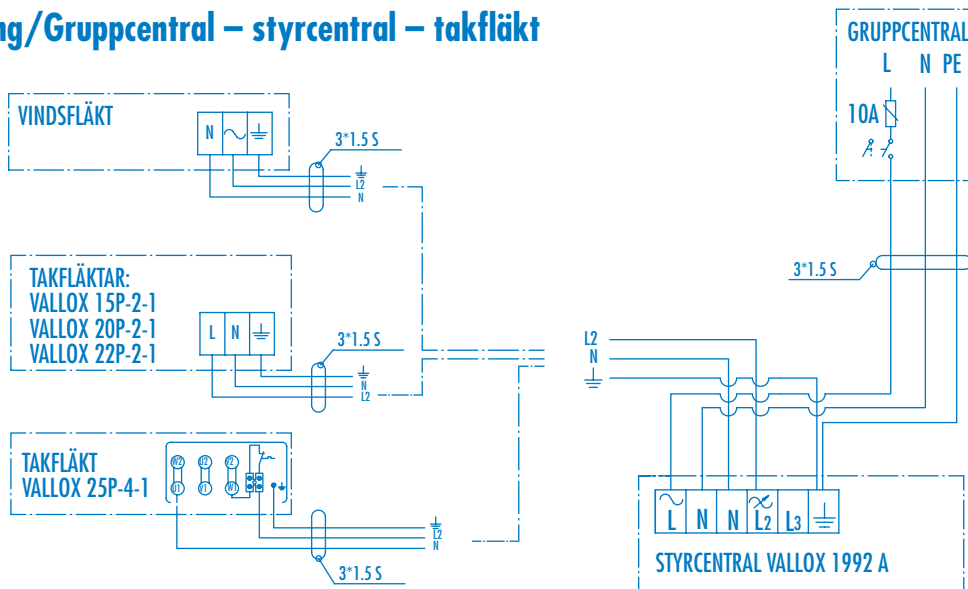 ng/Gruppcentral – styrcentral – takfläkt
GRUPPCENTRAL
L N PE
10A
VINDSFLÄKT
N
3*1.5 S
L2
N
TAKFLÄKTAR:
VALLOX 15P-2-1
VALLOX 20P-2-1
VALLOX 22P-2-1
L N
3*1.5 S
N
L2
3*1.5 S
L2
N
TAKFLÄKT
VALLOX 25P-4-1
W2 U2 V2
U1 V1 W1
L2
N
3*1.5 S
L N N L2 L3
STYRCENTRAL VALLOX 1992 A